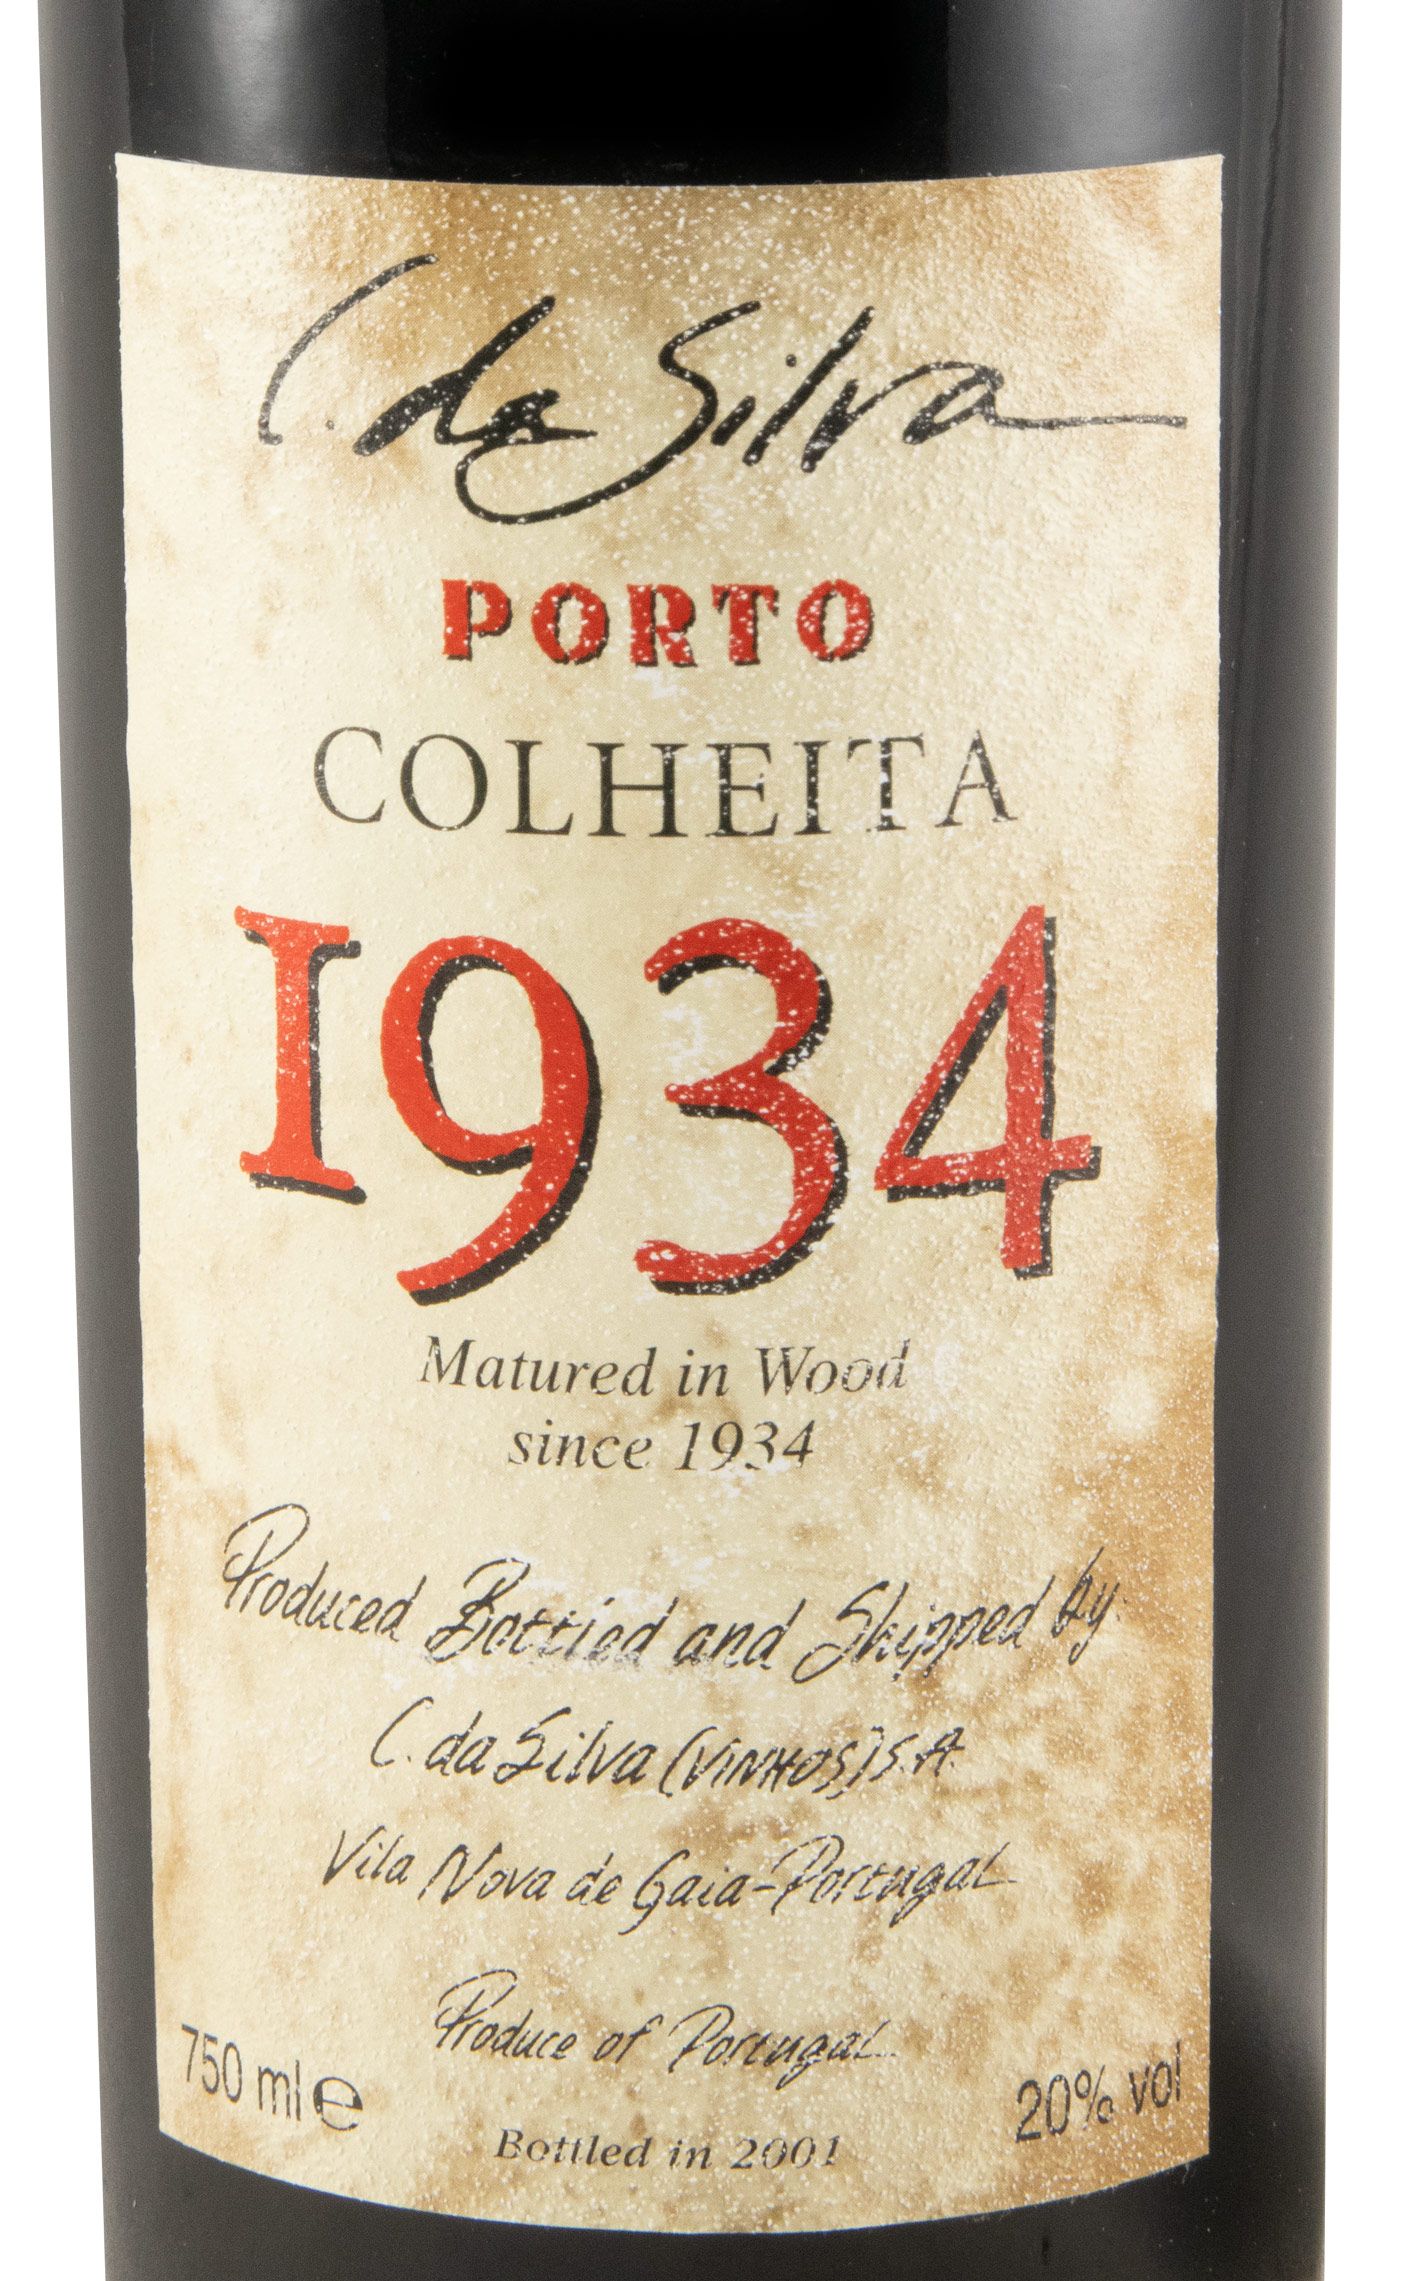 C. da Silva
PORTO
COLHEITA
1934
Matured in Wood
since 1934
Produced Bottled and Shipped by:
C. da Silva (VINHOS) S.A.
Vila Nova de Gaia-Portugal
Produce of Portugal
750 ml e
20% vol
Bottled in 2001